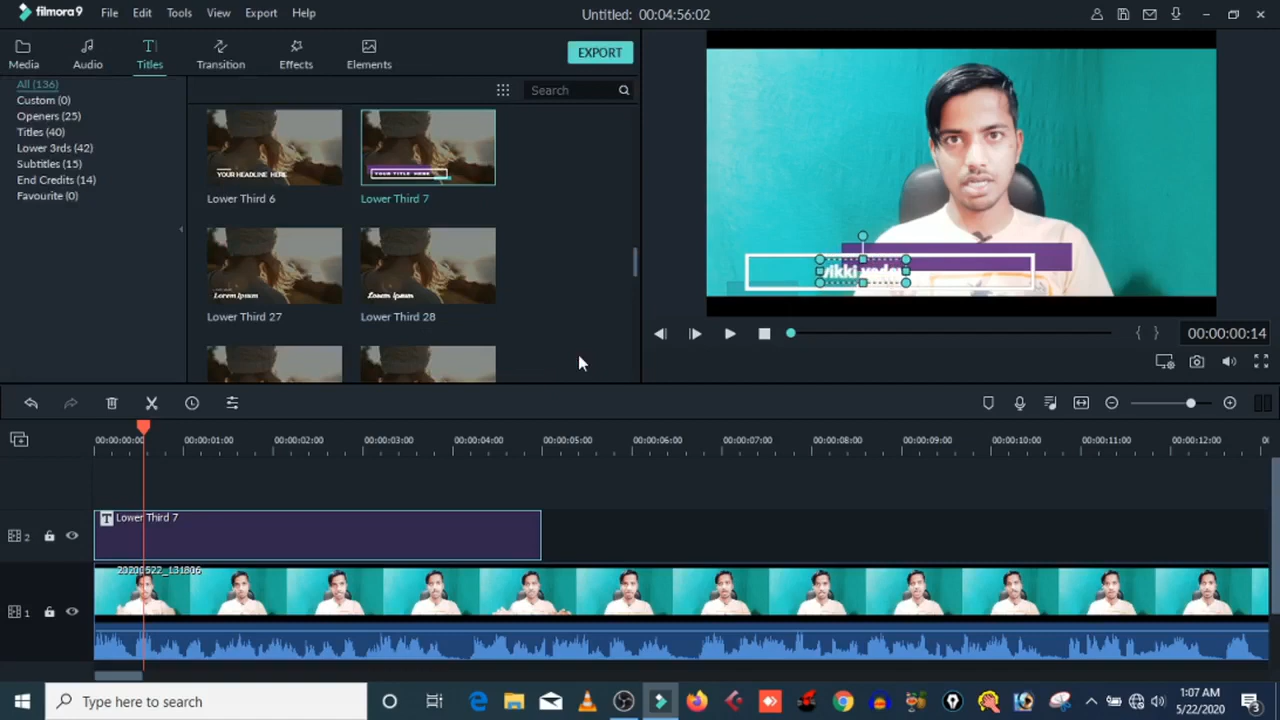 filmora9
File Edit Tools View Export Help
Untitled: 00:04:56:02
Media Audio Titles Transition Effects Elements
EXPORT
All (136)
Custom (0)
Openers (25)
Titles (40)
Lower 3rds (42)
Subtitles (15)
End Credits (14)
Favourite (0)
Search
YOUR HEADLINE HERE
YOUR TITLE HERE
Lower Third 6
Lower Third 7
Lorem Ipsum
Lorem Ipsum
Lower Third 27
Lower Third 28
vikki yadav
00:00:00:14
00:00:00:00 00:00:01:00 00:00:02:00 00:00:03:00 00:00:04:00 00:00:05:00 00:00:06:00 00:00:07:00 00:00:08:00 00:00:09:00 00:00:10:00 00:00:11:00 00:00:12:00
T Lower Third 7
2
20200522_131806
1
Type here to search
1:07 AM
5/22/2020
3